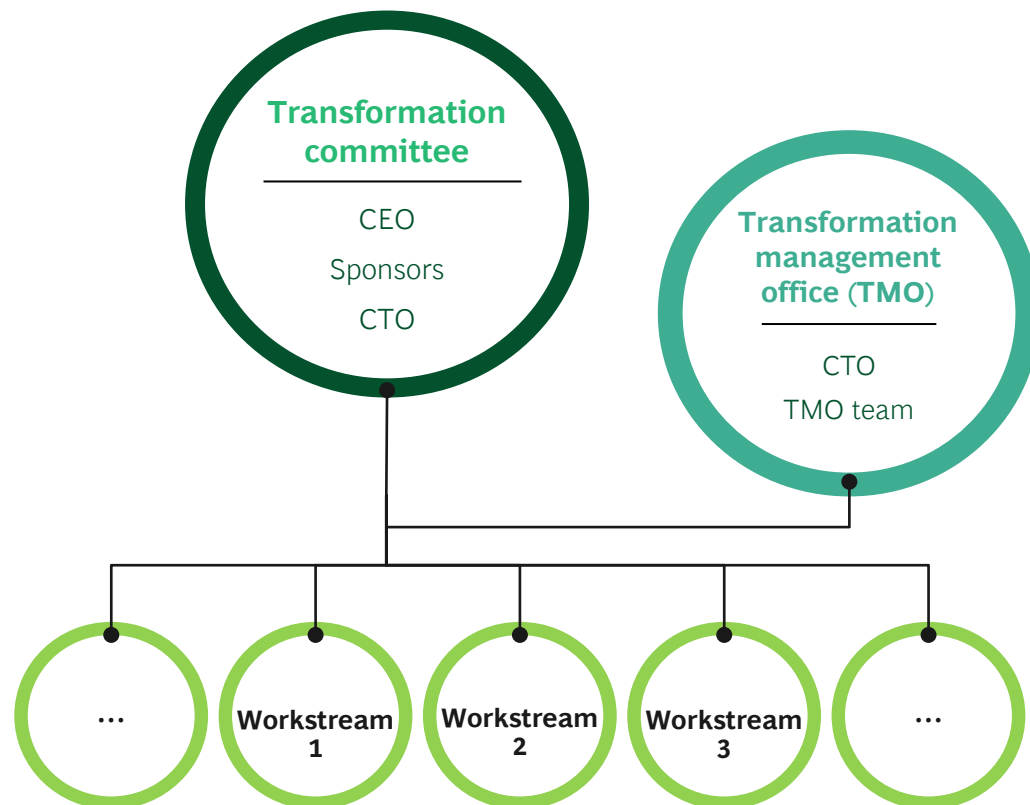 Transformation
committee
CEO
Sponsors
CTO
Transformation
management
office (TMO)
CTO
TMO team
...
Workstream
1
Workstream
2
Workstream
3
...